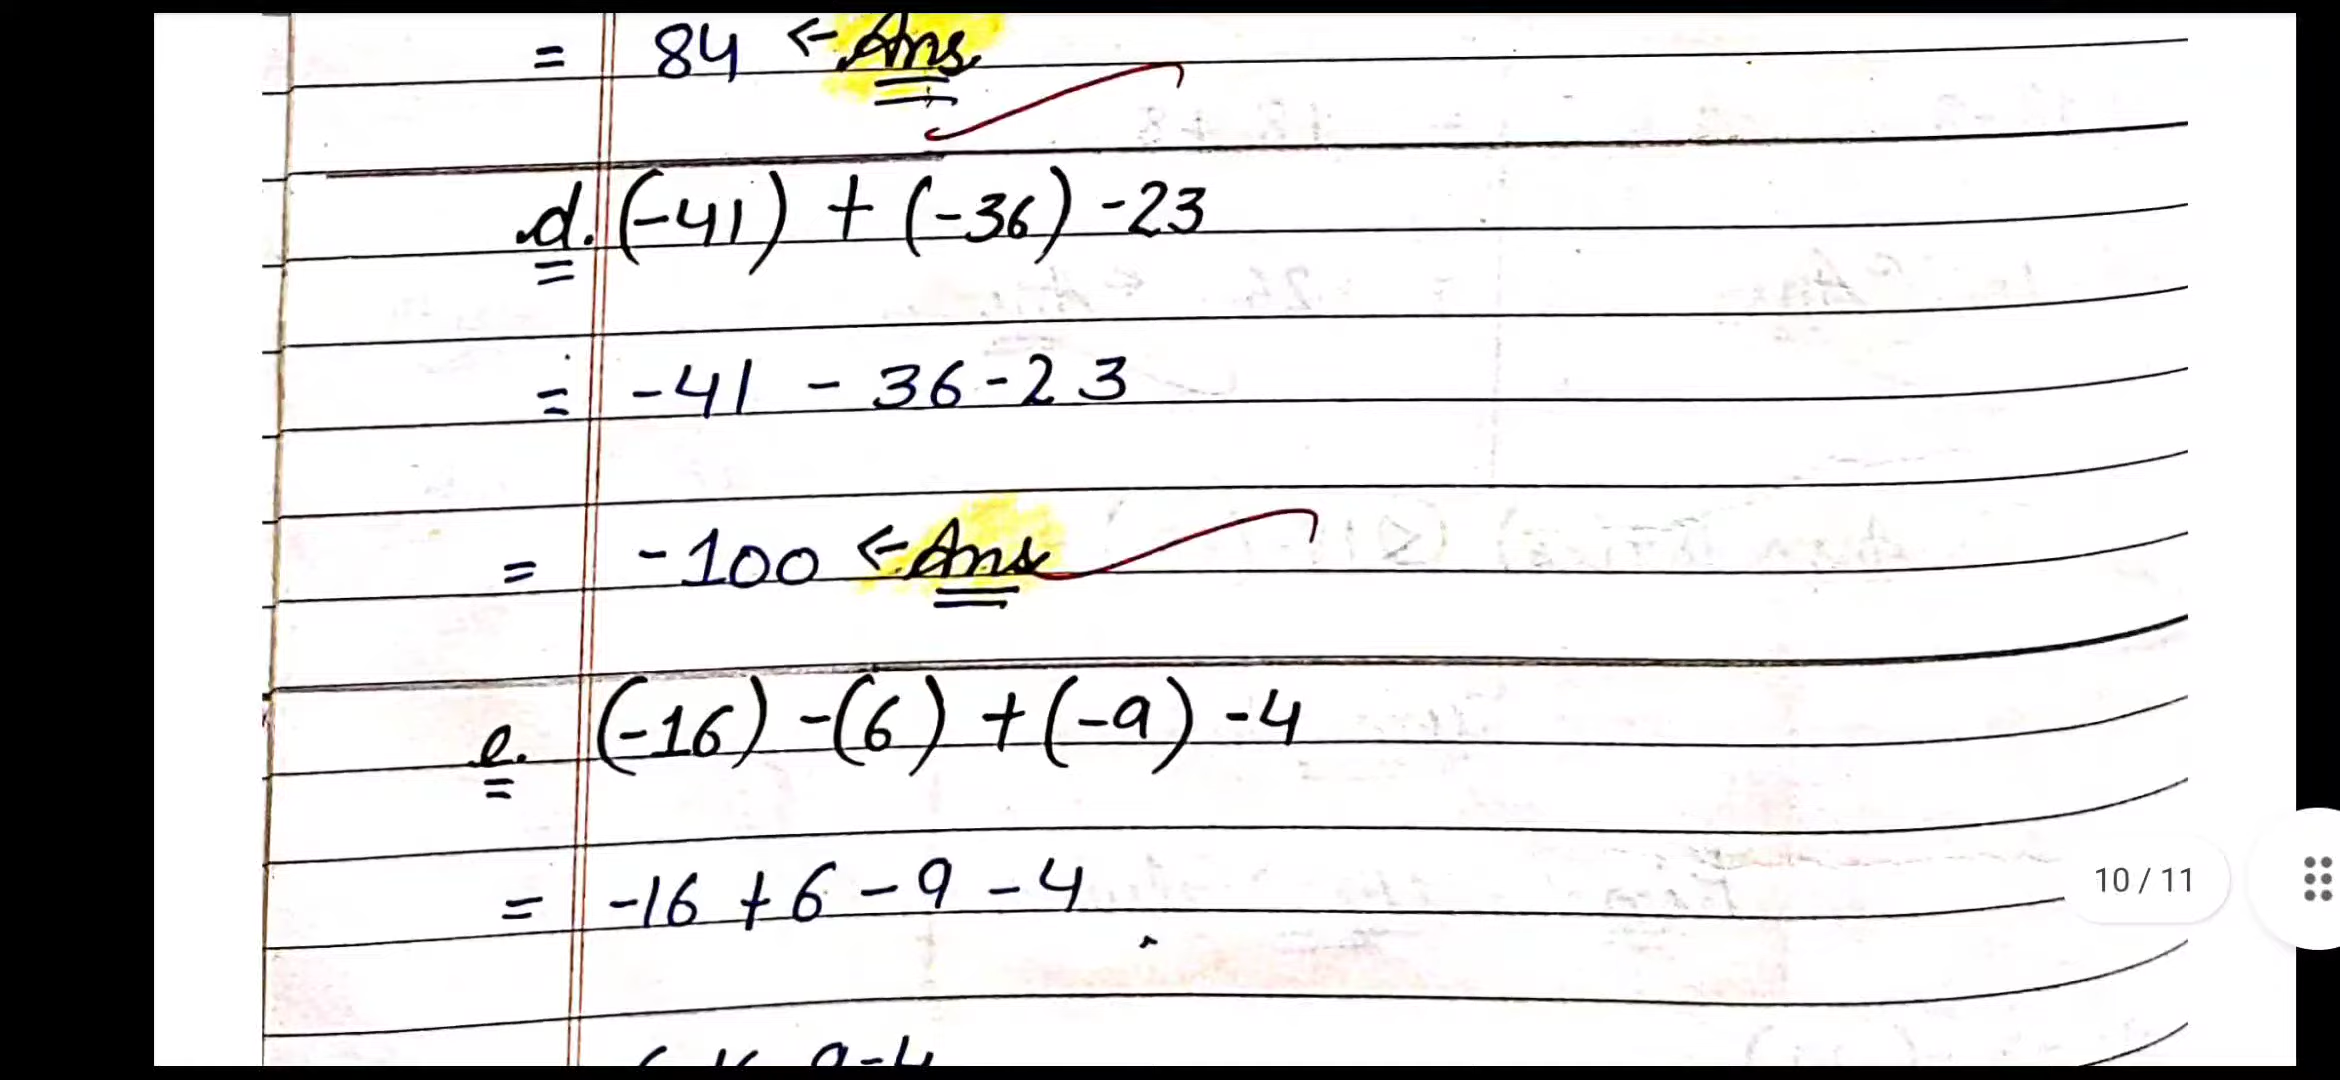 = 84 ← Ans
d. (-41) + (-36) -23
= -41 - 36 - 23
= -100 ← Ans
e. (-16) -(6) + (-9) -4
= -16 + 6 - 9 - 4
10 / 11